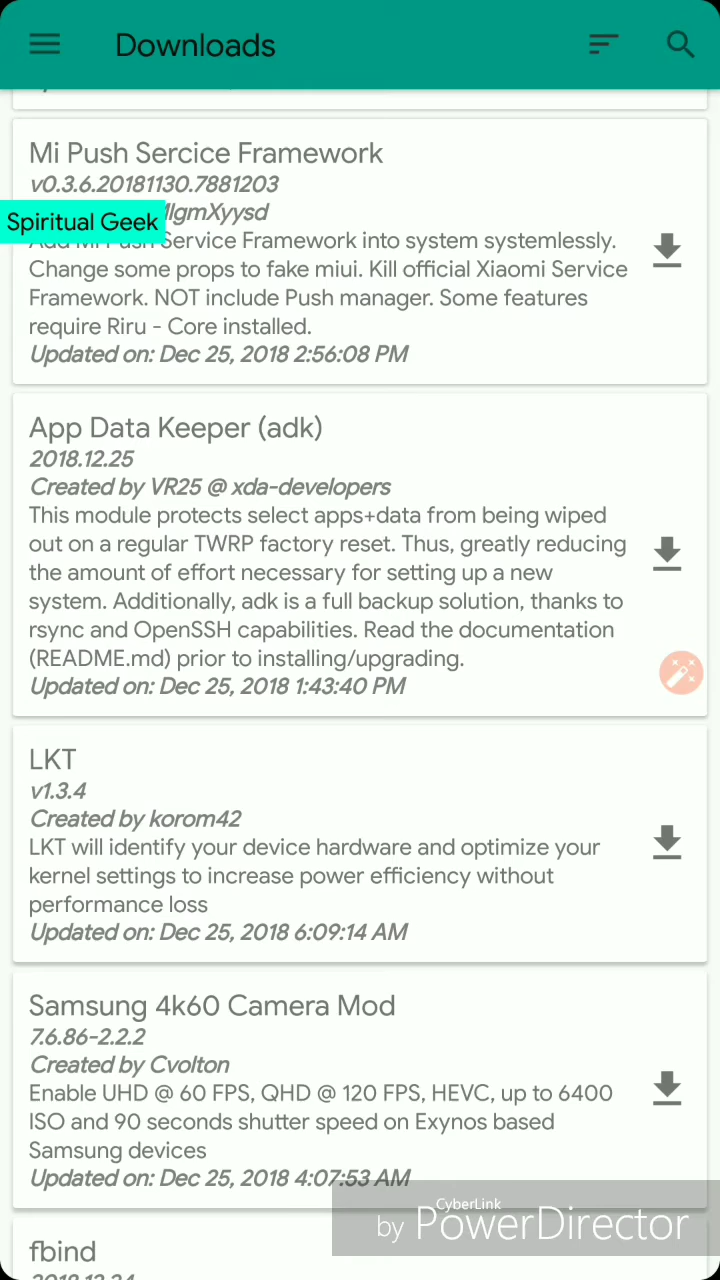 Downloads
Mi Push Sercice Framework
v0.3.6.20181130.7881203
Spiritual Geek
Service Framework into system systemlessly.
Change some props to fake miui. Kill official Xiaomi Service
Framework. NOT include Push manager. Some features
require Riru - Core installed.
Updated on: Dec 25, 2018 2:56:08 PM
App Data Keeper (adk)
2018.12.25
Created by VR25 @ xda-developers
This module protects select apps+data from being wiped
out on a regular TWRP factory reset. Thus, greatly reducing
the amount of effort necessary for setting up a new
system. Additionally, adk is a full backup solution, thanks to
rsync and OpenSSH capabilities. Read the documentation
(README.md) prior to installing/upgrading.
Updated on: Dec 25, 2018 1:43:40 PM
LKT
v1.3.4
Created by korom42
LKT will identify your device hardware and optimize your
kernel settings to increase power efficiency without
performance loss
Updated on: Dec 25, 2018 6:09:14 AM
Samsung 4k60 Camera Mod
7.6.86-2.2.2
Created by Cvolton
Enable UHD @ 60 FPS, QHD @ 120 FPS, HEVC, up to 6400
ISO and 90 seconds shutter speed on Exynos based
Samsung devices
Updated on: Dec 25, 2018 4:07:53 AM
CyberLink
by PowerDirector
fbind